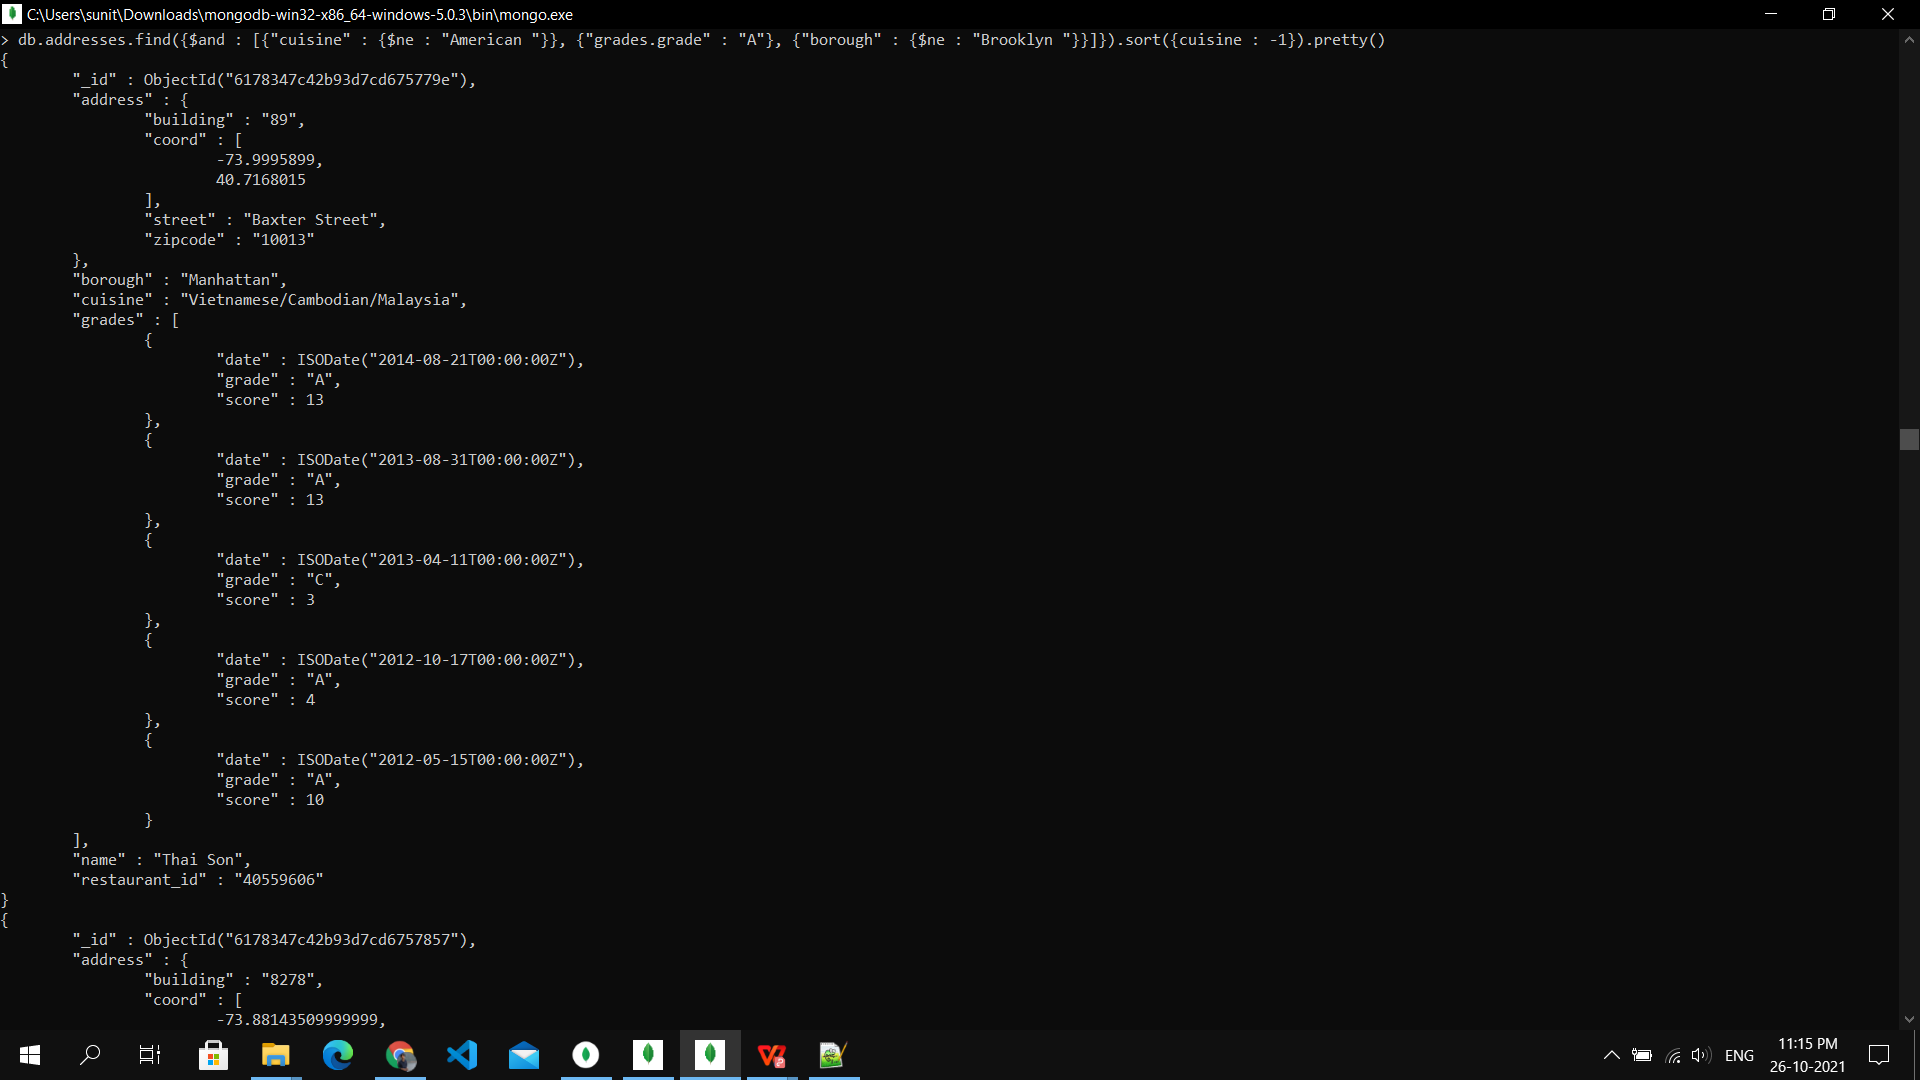 C:\Users\sunit\Downloads\mongodb-win32-x86_64-windows-5.0.3\bin\mongo.exe
> db.addresses.find({$and : [{"cuisine" : {$ne : "American "}}, {"grades.grade" : "A"}, {"borough" : {$ne : "Brooklyn "}}]}).sort({cuisine : -1}).pretty()
{
        "_id" : ObjectId("6178347c42b93d7cd675779e"),
        "address" : {
                "building" : "89",
                "coord" : [
                        -73.9995899,
                        40.7168015
                ],
                "street" : "Baxter Street",
                "zipcode" : "10013"
        },
        "borough" : "Manhattan",
        "cuisine" : "Vietnamese/Cambodian/Malaysia",
        "grades" : [
                {
                        "date" : ISODate("2014-08-21T00:00:00Z"),
                        "grade" : "A",
                        "score" : 13
                },
                {
                        "date" : ISODate("2013-08-31T00:00:00Z"),
                        "grade" : "A",
                        "score" : 13
                },
                {
                        "date" : ISODate("2013-04-11T00:00:00Z"),
                        "grade" : "C",
                        "score" : 3
                },
                {
                        "date" : ISODate("2012-10-17T00:00:00Z"),
                        "grade" : "A",
                        "score" : 4
                },
                {
                        "date" : ISODate("2012-05-15T00:00:00Z"),
                        "grade" : "A",
                        "score" : 10
                }
        ],
        "name" : "Thai Son",
        "restaurant_id" : "40559606"
}
{
        "_id" : ObjectId("6178347c42b93d7cd6757857"),
        "address" : {
                "building" : "8278",
                "coord" : [
                        -73.88143509999999,
ENG
11:15 PM
26-10-2021